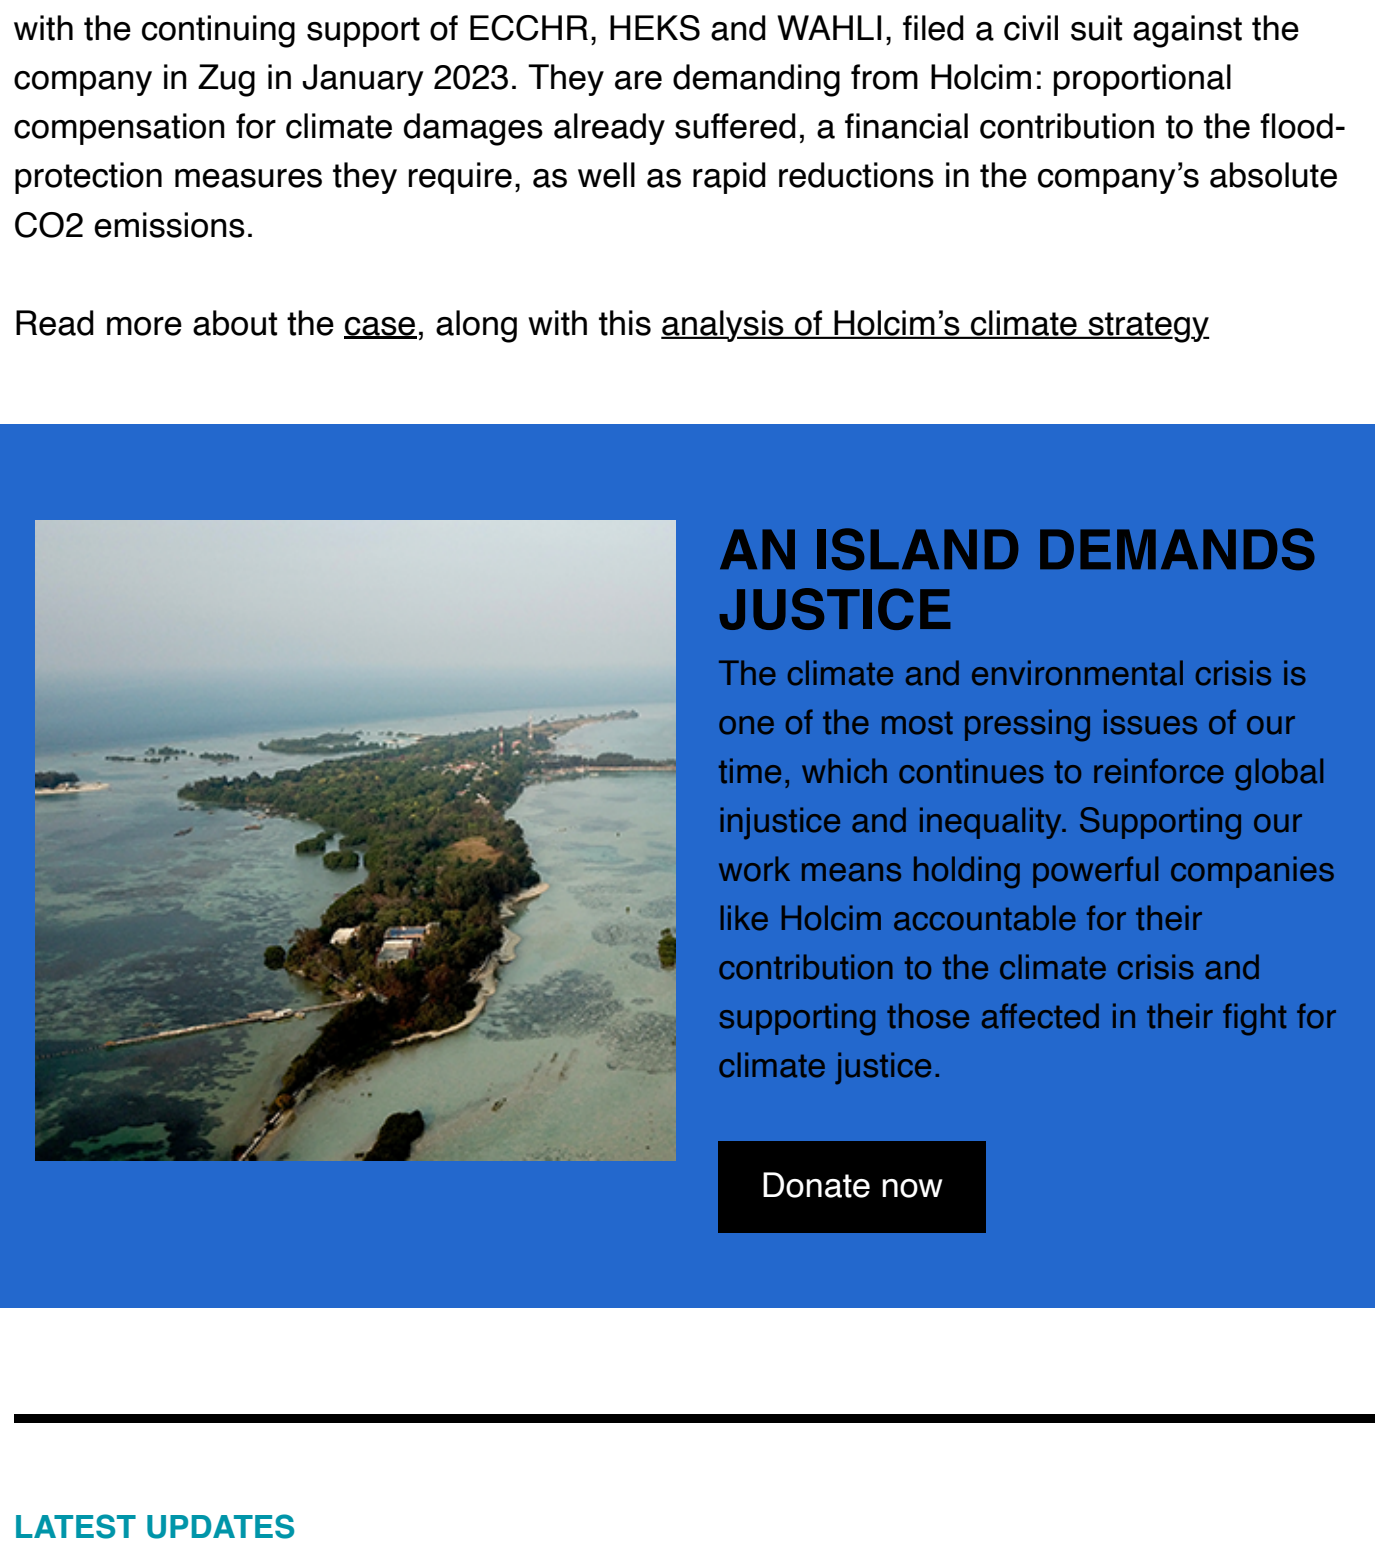 with the continuing support of ECCHR, HEKS and WAHLI, filed a civil suit against the
company in Zug in January 2023. They are demanding from Holcim: proportional
compensation for climate damages already suffered, a financial contribution to the flood-
protection measures they require, as well as rapid reductions in the company’s absolute
CO2 emissions.
Read more about the case, along with this analysis of Holcim’s climate strategy
AN ISLAND DEMANDS
JUSTICE
The climate and environmental crisis is
one of the most pressing issues of our
time, which continues to reinforce global
injustice and inequality. Supporting our
work means holding powerful companies
like Holcim accountable for their
contribution to the climate crisis and
supporting those affected in their fight for
climate justice.
Donate now
LATEST UPDATES